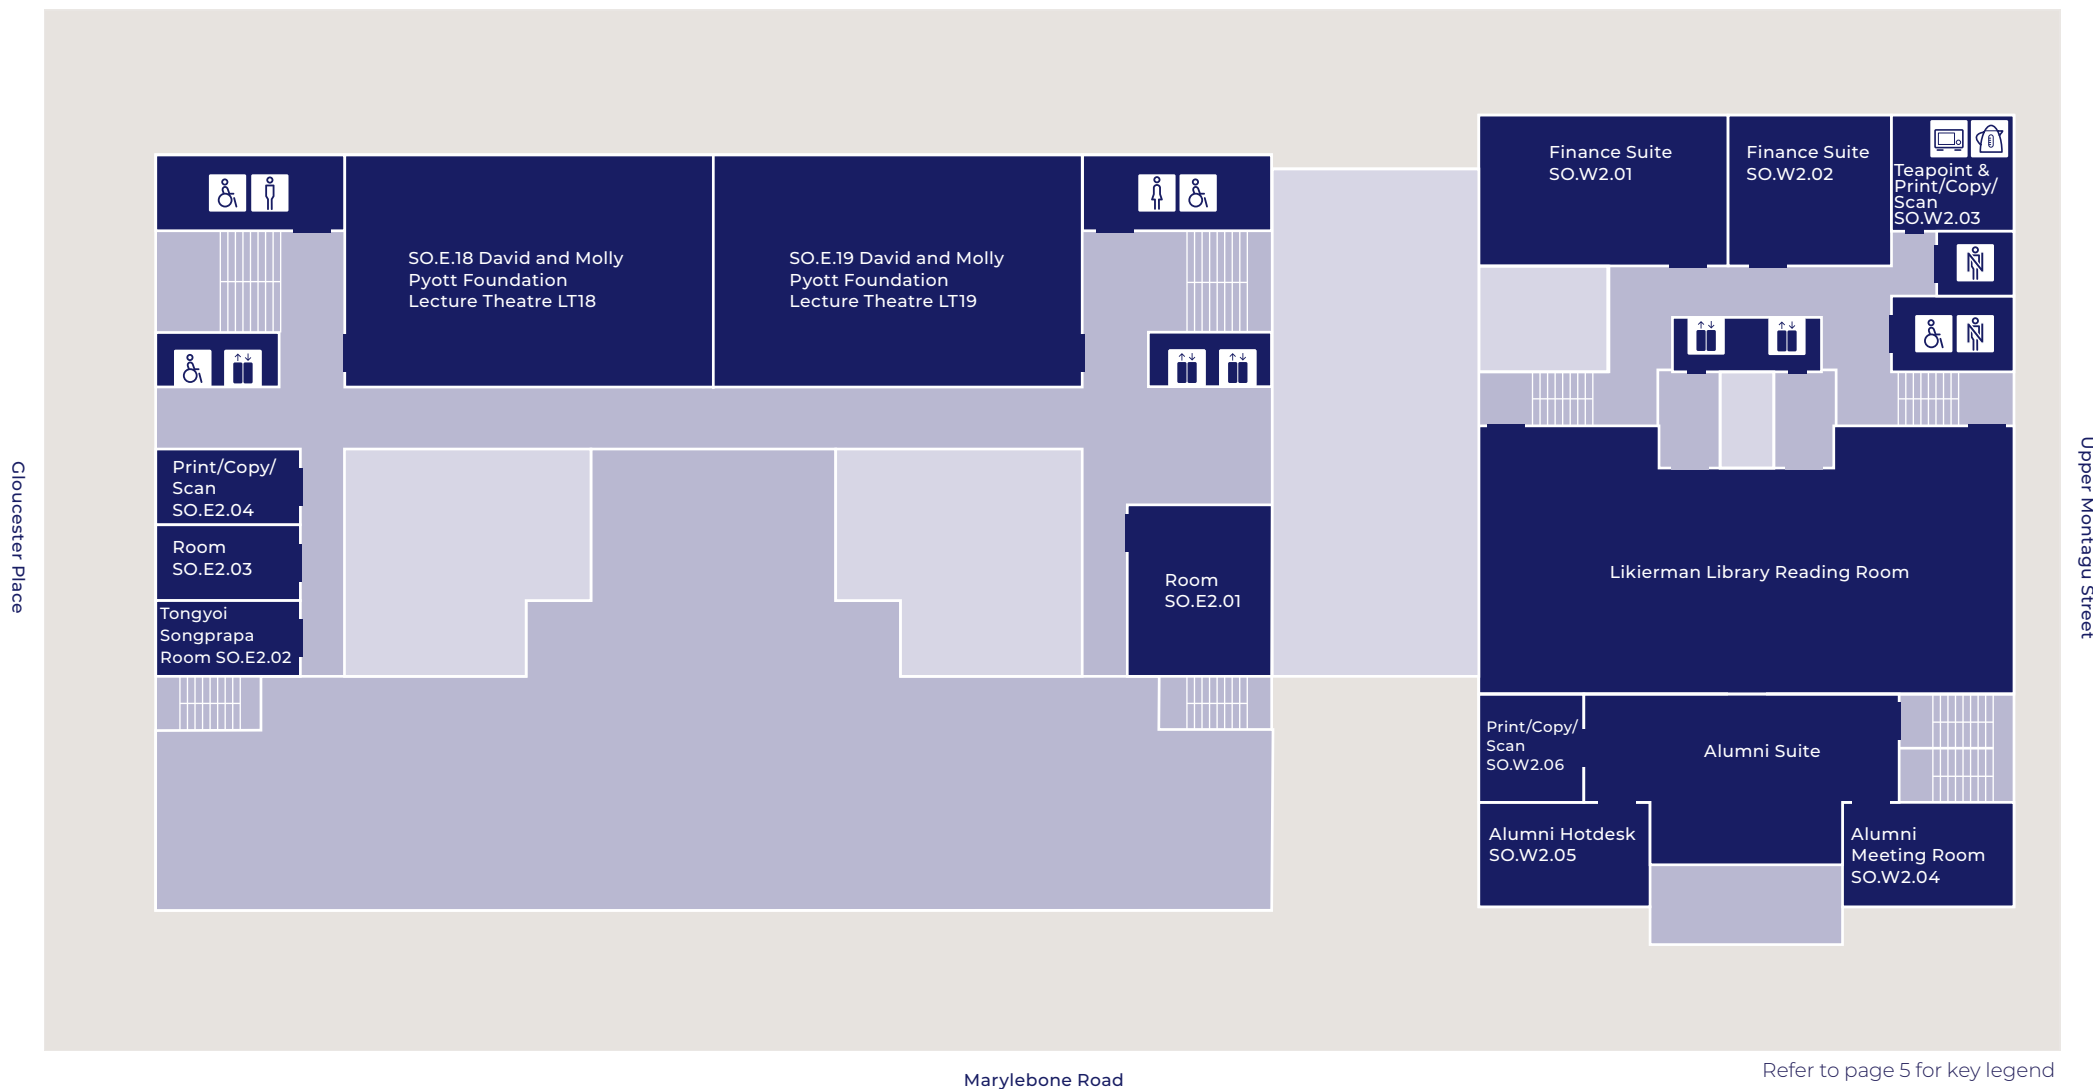 Finance Suite
SO.W2.01
Finance Suite
SO.W2.02
Teapoint &
Print/Copy/
Scan
SO.W2.03
SO.E.18 David and Molly
Pyott Foundation
Lecture Theatre LT18
SO.E.19 David and Molly
Pyott Foundation
Lecture Theatre LT19
Gloucester Place
Print/Copy/
Scan
SO.E2.04
Room
SO.E2.03
Tongyoi
Songprapa
Room SO.E2.02
Room
SO.E2.01
Likierman Library Reading Room
Upper Montagu Street
Print/Copy/
Scan
SO.W2.06
Alumni Suite
Alumni Hotdesk
SO.W2.05
Alumni
Meeting Room
SO.W2.04
Marylebone Road
Refer to page 5 for key legend